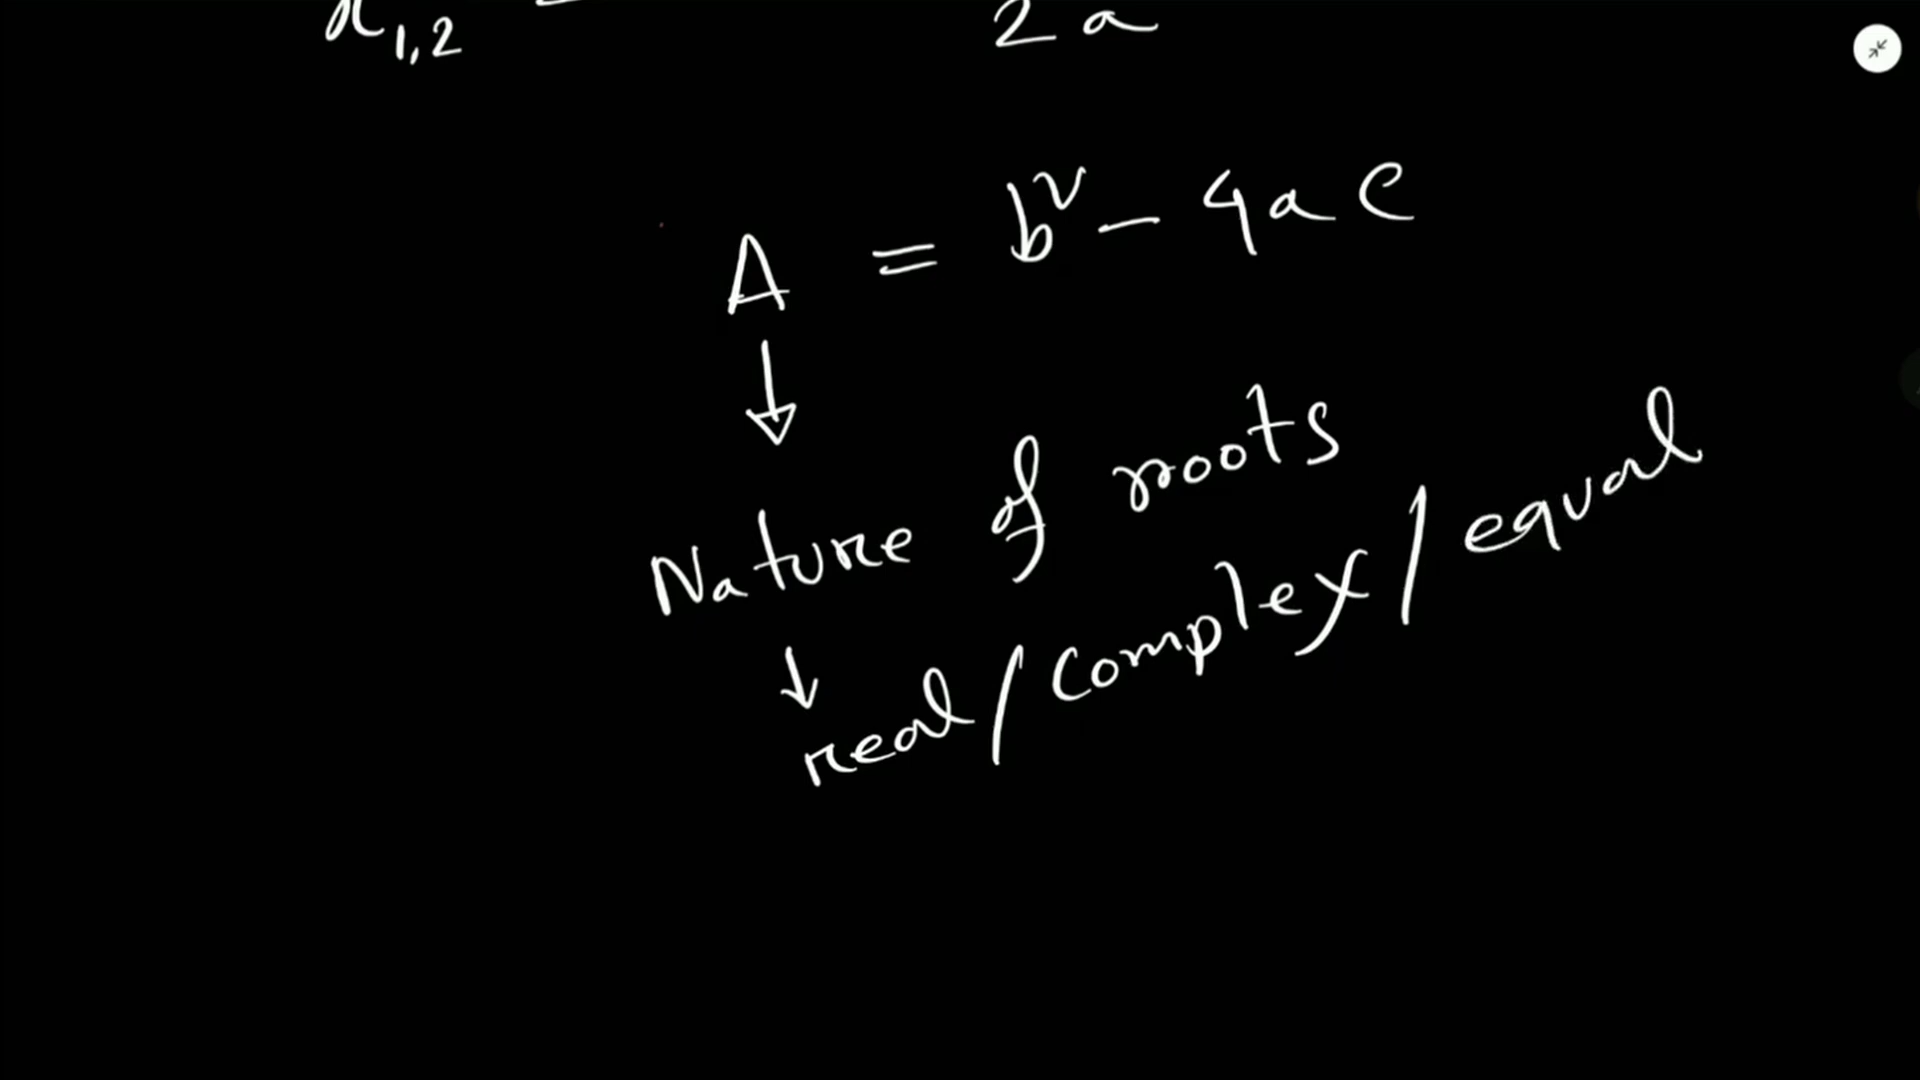 x₁,₂ =
2a
Δ = b² - 4ac
↓
Nature of roots
↓
real/complex/equal